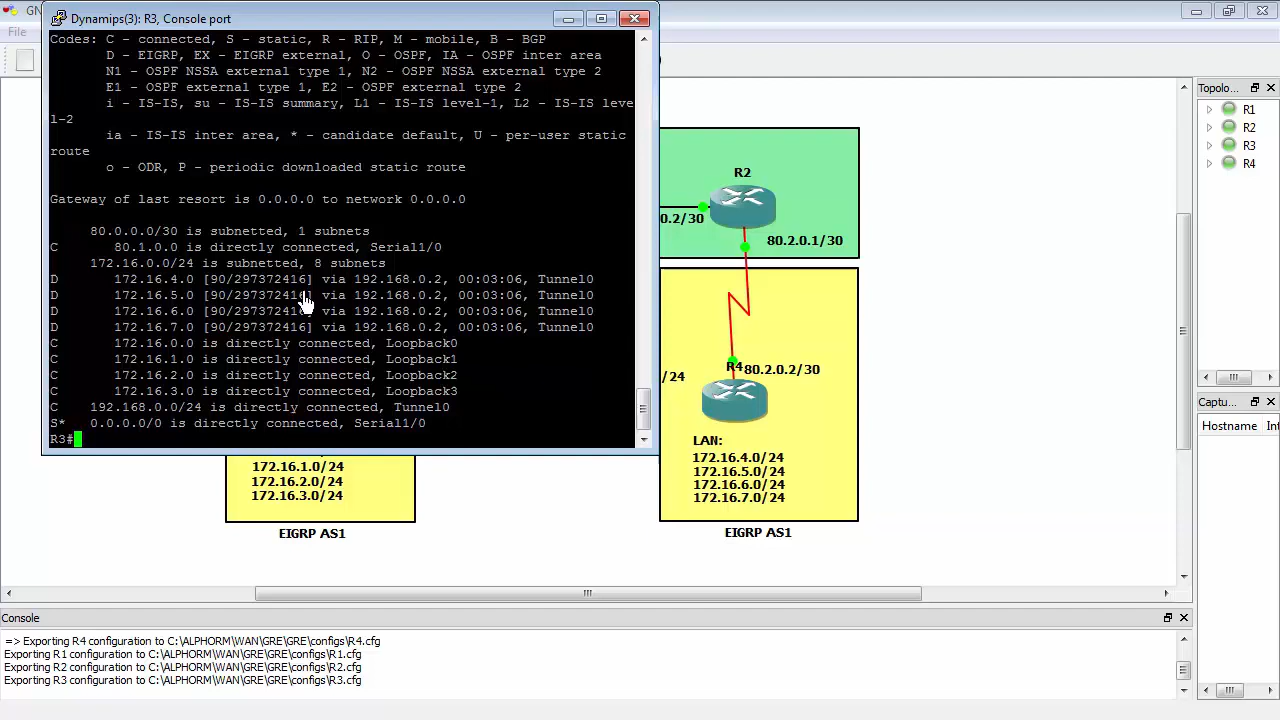 GN
Dynamips(3): R3, Console port
File
Codes: C - connected, S - static, R - RIP, M - mobile, B - BGP
D - EIGRP, EX - EIGRP external, O - OSPF, IA - OSPF inter area
N1 - OSPF NSSA external type 1, N2 - OSPF NSSA external type 2
E1 - OSPF external type 1, E2 - OSPF external type 2
i - IS-IS, su - IS-IS summary, L1 - IS-IS level-1, L2 - IS-IS leve
l-2
ia - IS-IS inter area, * - candidate default, U - per-user static
route
o - ODR, P - periodic downloaded static route
Gateway of last resort is 0.0.0.0 to network 0.0.0.0
80.0.0.0/30 is subnetted, 1 subnets
C 80.1.0.0 is directly connected, Serial1/0
172.16.0.0/24 is subnetted, 8 subnets
D 172.16.4.0 [90/297372416] via 192.168.0.2, 00:03:06, Tunnel0
D 172.16.5.0 [90/297372416] via 192.168.0.2, 00:03:06, Tunnel0
D 172.16.6.0 [90/297372416] via 192.168.0.2, 00:03:06, Tunnel0
D 172.16.7.0 [90/297372416] via 192.168.0.2, 00:03:06, Tunnel0
C 172.16.0.0 is directly connected, Loopback0
C 172.16.1.0 is directly connected, Loopback1
C 172.16.2.0 is directly connected, Loopback2
C 172.16.3.0 is directly connected, Loopback3
C 192.168.0.0/24 is directly connected, Tunnel0
S* 0.0.0.0/0 is directly connected, Serial1/0
R3#
R2
0.2/30
80.2.0.1/30
/24
R4
80.2.0.2/30
172.16.1.0/24
172.16.2.0/24
172.16.3.0/24
EIGRP AS1
LAN:
172.16.4.0/24
172.16.5.0/24
172.16.6.0/24
172.16.7.0/24
EIGRP AS1
Topolo...
R1
R2
R3
R4
Captu...
Hostname Int
Console
=> Exporting R4 configuration to C:\ALPHORM\WAN\GRE\GRE\configs\R4.cfg
Exporting R1 configuration to C:\ALPHORM\WAN\GRE\GRE\configs\R1.cfg
Exporting R2 configuration to C:\ALPHORM\WAN\GRE\GRE\configs\R2.cfg
Exporting R3 configuration to C:\ALPHORM\WAN\GRE\GRE\configs\R3.cfg